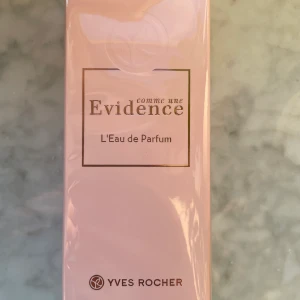 comme une
Evidence
L'Eau de Parfum
YVES ROCHER